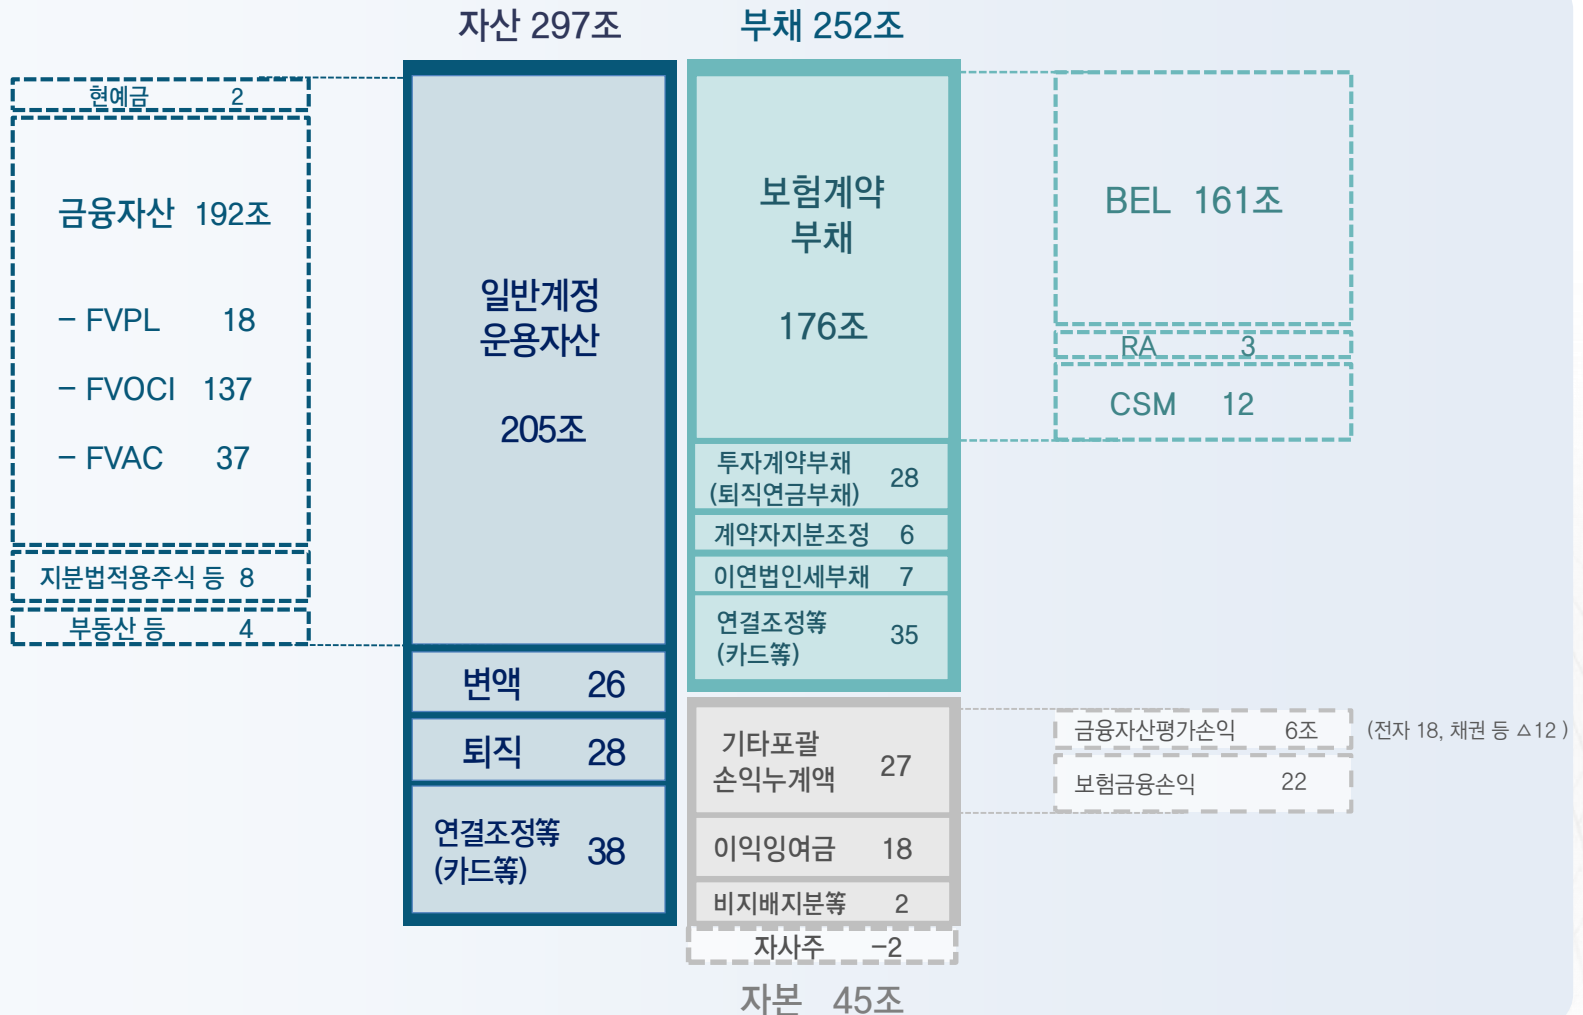 자산 297조
부채 252조
현예금 2
금융자산 192조
- FVPL 18
- FVOCI 137
- FVAC 37
지분법적용주식 등 8
부동산 등 4
일반계정
운용자산
205조
변액 26
퇴직 28
연결조정等
(카드等) 38
보험계약
부채
176조
투자계약부채
(퇴직연금부채) 28
계약자지분조정 6
이연법인세부채 7
연결조정等
(카드等) 35
BEL 161조
RA 3
CSM 12
기타포괄
손익누계액 27
이익잉여금 18
비지배지분等 2
자사주 -2
자본 45조
금융자산평가손익 6조 (전자 18, 채권 등 △12 )
보험금융손익 22